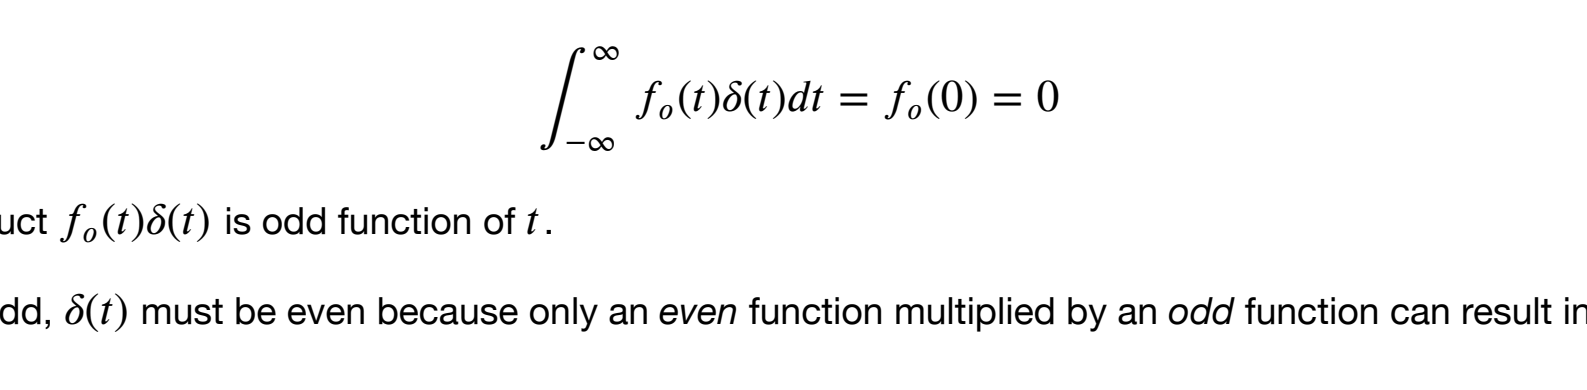 ∫_{-∞}^{∞} f_o(t)δ(t)dt = f_o(0) = 0
uct f_o(t)δ(t) is odd function of t.
dd, δ(t) must be even because only an even function multiplied by an odd function can result in